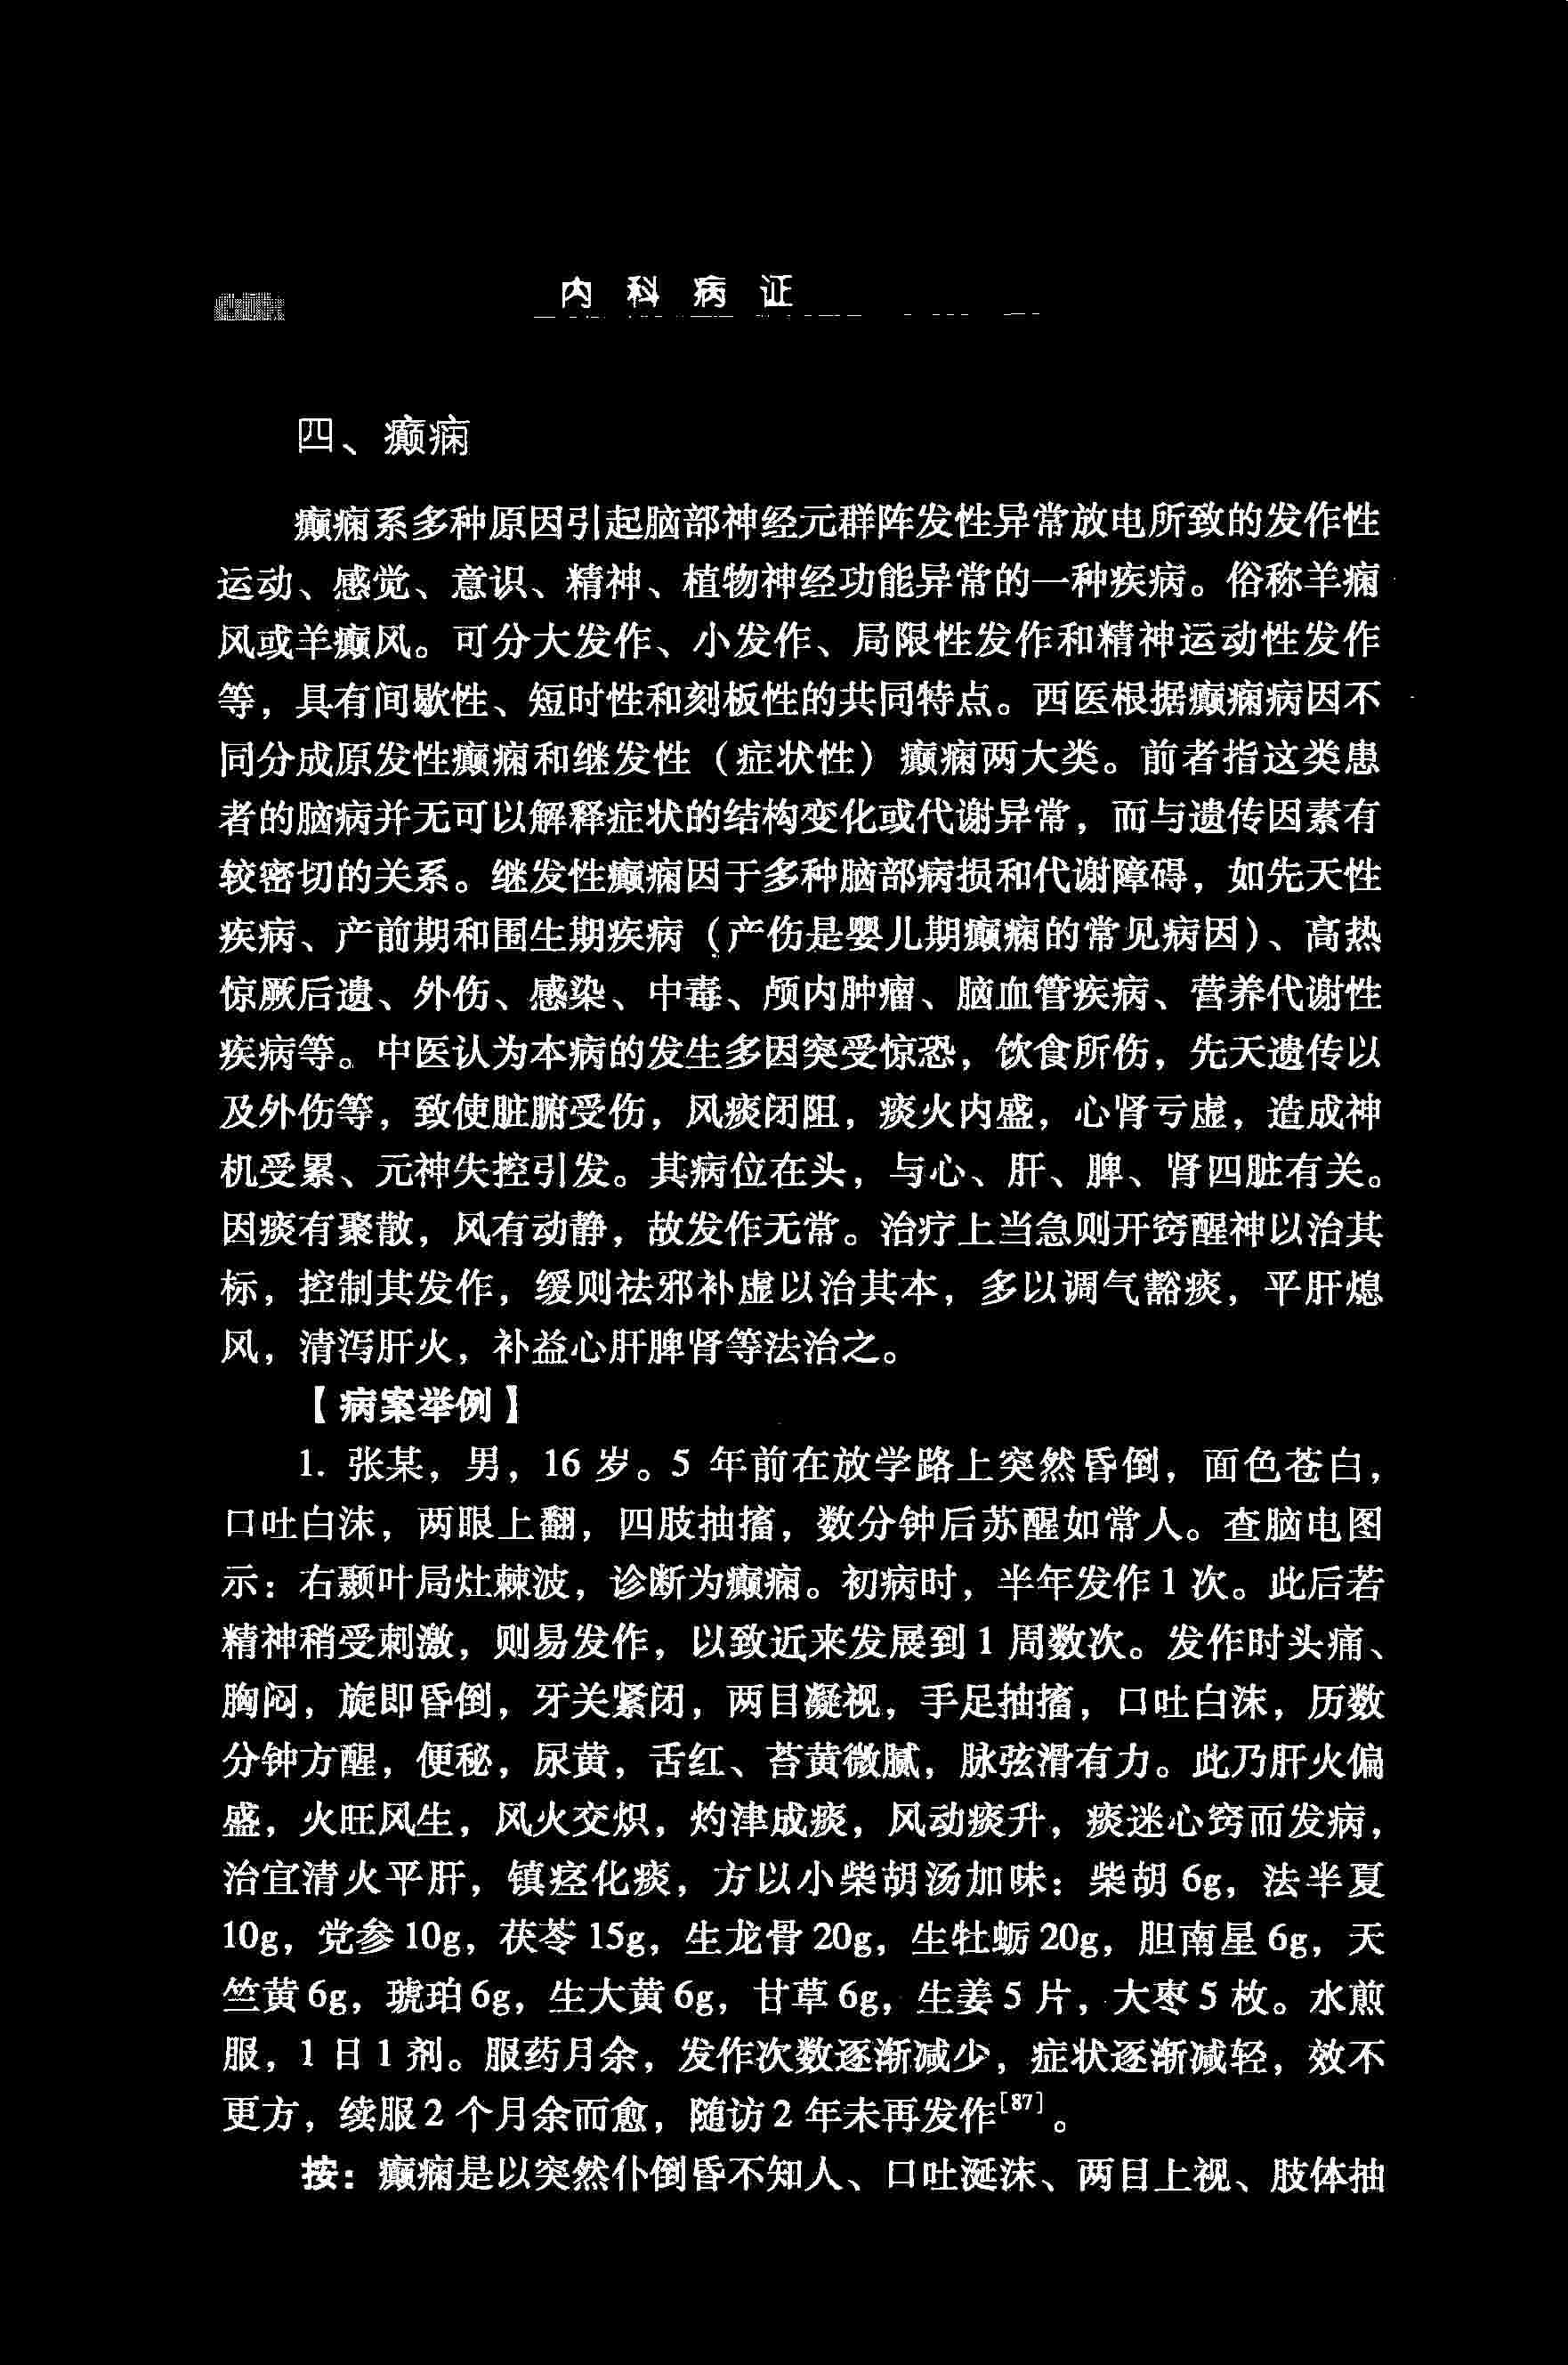 内科病证
四、癫痫
癫痫系多种原因引起脑部神经元群阵发性异常放电所致的发作性
运动、感觉、意识、精神、植物神经功能异常的一种疾病。俗称羊痫
风或羊癫风。可分大发作、小发作、局限性发作和精神运动性发作
等，具有间歇性、短时性和刻板性的共同特点。西医根据癫痫病因不
同分成原发性癫痫和继发性（症状性）癫痫两大类。前者指这类患
者的脑病并无可以解释症状的结构变化或代谢异常，而与遗传因素有
较密切的关系。继发性癫痫因于多种脑部病损和代谢障碍，如先天性
疾病、产前期和围生期疾病（产伤是婴儿期癫痫的常见病因）、高热
惊厥后遗、外伤、感染、中毒、颅内肿瘤、脑血管疾病、营养代谢性
疾病等。中医认为本病的发生多因突受惊恐，饮食所伤，先天遗传以
及外伤等，致使脏腑受伤，风痰闭阻，痰火内盛，心肾亏虚，造成神
机受累、元神失控引发。其病位在头，与心、肝、脾、肾四脏有关。
因痰有聚散，风有动静，故发作无常。治疗上当急则开窍醒神以治其
标，控制其发作，缓则祛邪补虚以治其本，多以调气豁痰，平肝熄
风，清泻肝火，补益心肝脾肾等法治之。
【病案举例】
1. 张某，男，16 岁。5 年前在放学路上突然昏倒，面色苍白，
口吐白沫，两眼上翻，四肢抽搐，数分钟后苏醒如常人。查脑电图
示：右颞叶局灶棘波，诊断为癫痫。初病时，半年发作 1 次。此后若
精神稍受刺激，则易发作，以致近来发展到 1 周数次。发作时头痛、
胸闷，旋即昏倒，牙关紧闭，两目凝视，手足抽搐，口吐白沫，历数
分钟方醒，便秘，尿黄，舌红、苔黄微腻，脉弦滑有力。此乃肝火偏
盛，火旺风生，风火交炽，灼津成痰，风动痰升，痰迷心窍而发病，
治宜清火平肝，镇痉化痰，方以小柴胡汤加味：柴胡 6g，法半夏
10g，党参 10g，茯苓 15g，生龙骨 20g，生牡蛎 20g，胆南星 6g，天
竺黄 6g，琥珀 6g，生大黄 6g，甘草 6g，生姜 5 片，大枣 5 枚。水煎
服，1 日 1 剂。服药月余，发作次数逐渐减少，症状逐渐减轻，效不
更方，续服 2 个月余而愈，随访 2 年未再发作[87]。
按：癫痫是以突然仆倒昏不知人、口吐涎沫、两目上视、肢体抽